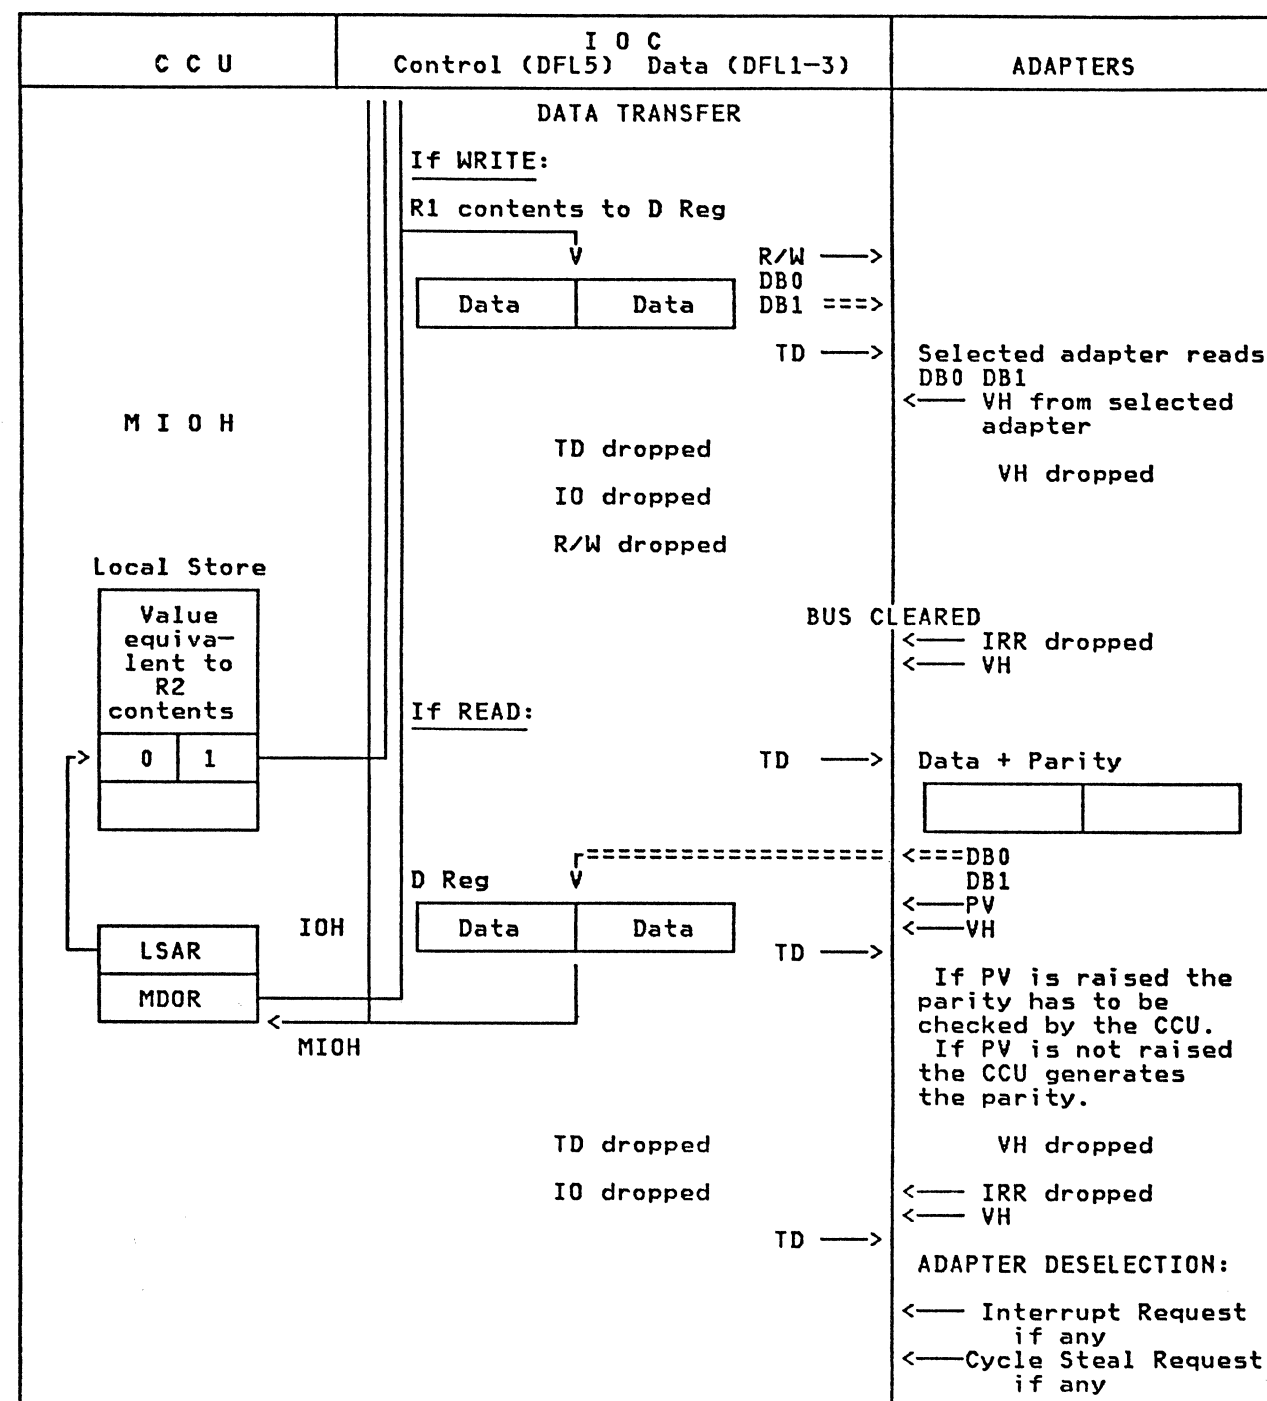 C C U
I O C
Control (DFL5) Data (DFL1-3)
ADAPTERS
DATA TRANSFER
If WRITE:
R1 contents to D Reg
R/W ——>
DB0
Data Data DB1 ===>
TD ——> Selected adapter reads
DB0 DB1
<—— VH from selected
adapter
M I O H
TD dropped
VH dropped
IO dropped
R/W dropped
Local Store
Value
equiva-
lent to
R2
contents
BUS CLEARED
<—— IRR dropped
<—— VH
If READ:
0 1
TD ——> Data + Parity
<===DB0
D Reg
DB1
<——PV
Data Data
<——VH
IOH
TD ——>
LSAR
MDOR
MIOH
If PV is raised the
parity has to be
checked by the CCU.
If PV is not raised
the CCU generates
the parity.
TD dropped VH dropped
IO dropped <—— IRR dropped
<—— VH
TD ——>
ADAPTER DESELECTION:
<—— Interrupt Request
if any
<——Cycle Steal Request
if any